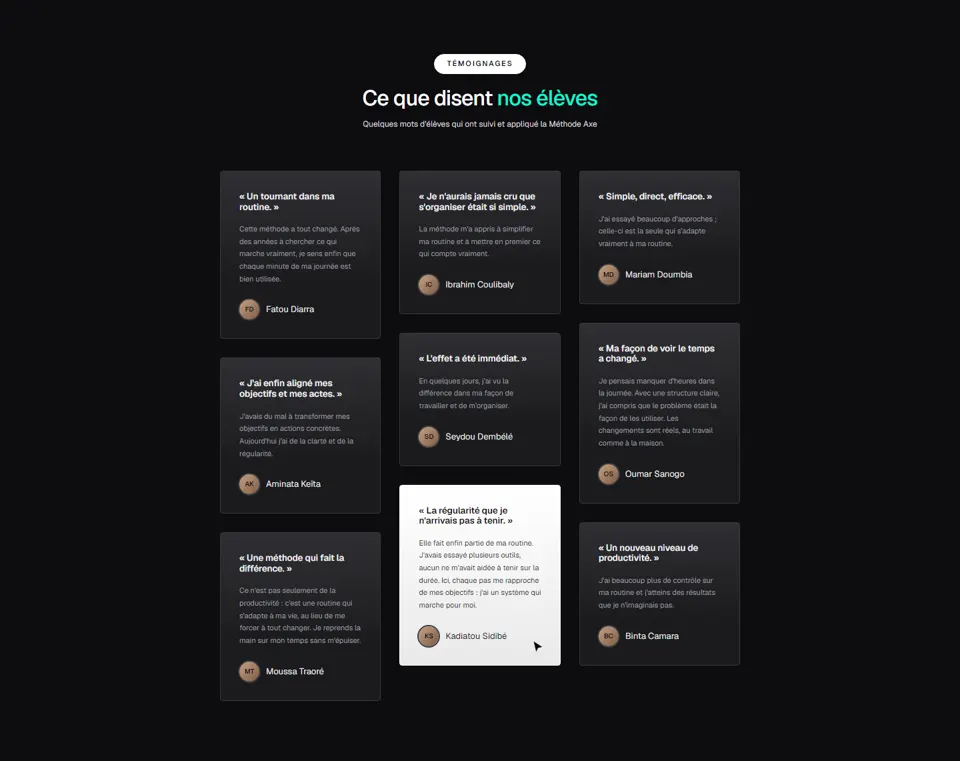 TÉMOIGNAGES
Ce que disent nos élèves
Quelques mots d'élèves qui ont suivi et appliqué la Méthode Axe
« Un tournant dans ma
routine. »
Cette méthode a tout changé. Après
des années à chercher ce qui
marche vraiment, je sens enfin que
chaque minute de ma journée est
bien utilisée.
FD
Fatou Diarra
« J'ai enfin aligné mes
objectifs et mes actes. »
J'avais du mal à transformer mes
objectifs en actions concrètes.
Aujourd'hui j'ai de la clarté et de la
régularité.
AK
Aminata Keïta
« Une méthode qui fait la
différence. »
Ce n'est pas seulement de la
productivité : c'est une routine qui
s'adapte à ma vie, au lieu de me
forcer à tout changer. Je reprends la
main sur mon temps sans m'épuiser.
MT
Moussa Traoré
« Je n'aurais jamais cru que
s'organiser était si simple. »
La méthode m'a appris à simplifier
ma routine et à mettre en premier ce
qui compte vraiment.
IC
Ibrahim Coulibaly
« L'effet a été immédiat. »
En quelques jours, j'ai vu la
différence dans ma façon de
travailler et de m'organiser.
SD
Seydou Dembélé
« La régularité que je
n'arrivais pas à tenir. »
Elle fait enfin partie de ma routine.
J'avais essayé plusieurs outils,
aucun ne m'avait aidée à tenir sur la
durée. Ici, chaque pas me rapproche
de mes objectifs : j'ai un système qui
marche pour moi.
KS
Kadiatou Sidibé
« Simple, direct, efficace. »
J'ai essayé beaucoup d'approches ;
celle-ci est la seule qui s'adapte
vraiment à ma routine.
MD
Mariam Doumbia
« Ma façon de voir le temps
a changé. »
Je pensais manquer d'heures dans
la journée. Avec une structure claire,
j'ai compris que le problème était la
façon de les utiliser. Les
changements sont réels, au travail
comme à la maison.
OS
Oumar Sanogo
« Un nouveau niveau de
productivité. »
J'ai beaucoup plus de contrôle sur
ma routine et j'atteins des résultats
que je n'imaginais pas.
BC
Binta Camara